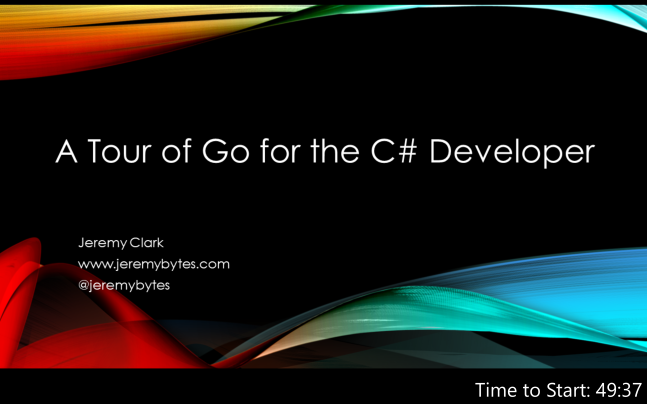 A Tour of Go for the C# Developer
Jeremy Clark
www.jeremybytes.com
@jeremybytes
Time to Start: 49:37